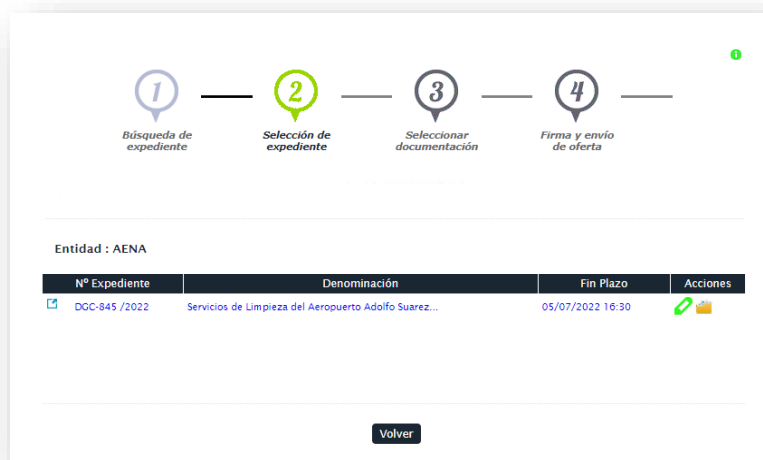 1 2 3 4
Búsqueda de expediente
Selección de expediente
Seleccionar documentación
Firma y envío de oferta
Entidad : AENA
Nº Expediente Denominación Fin Plazo Acciones
DGC-845 /2022 Servicios de Limpieza del Aeropuerto Adolfo Suarez... 05/07/2022 16:30
Volver